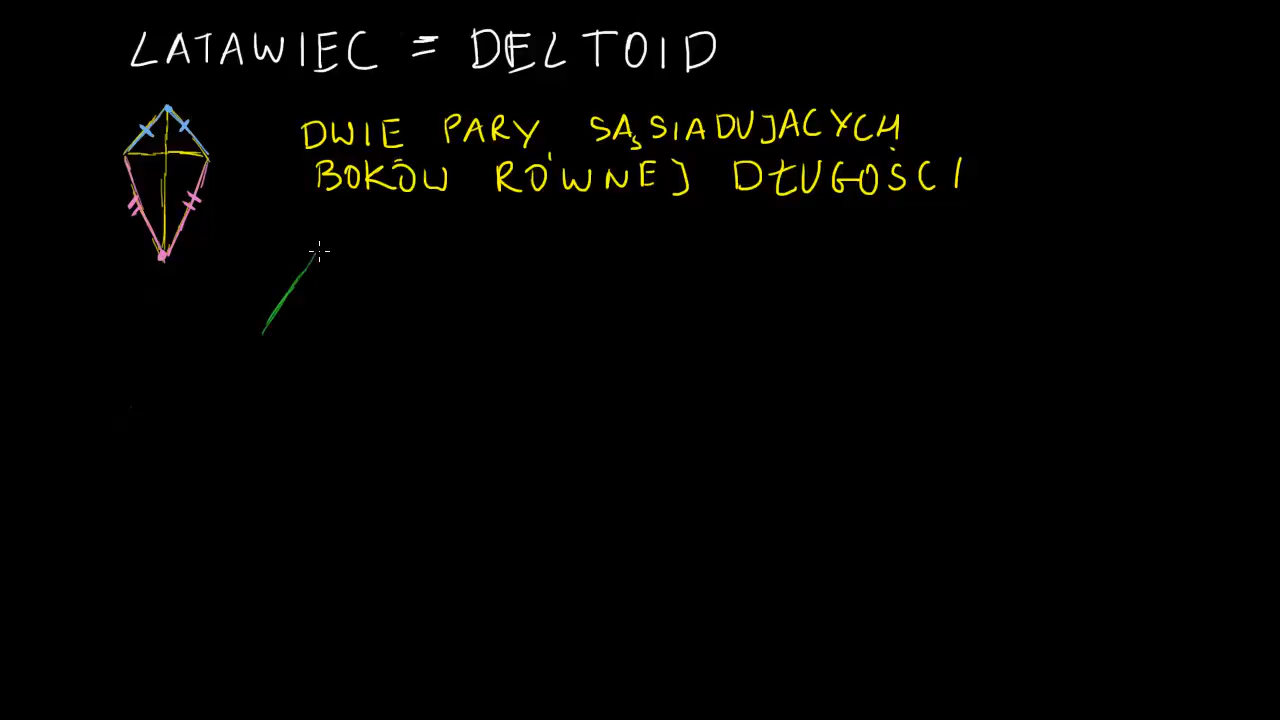 LATAWIEC = DELTOID
DWIE PARY SĄSIADUJĄCYCH
BOKÓW RÓWNEJ DŁUGOŚCI